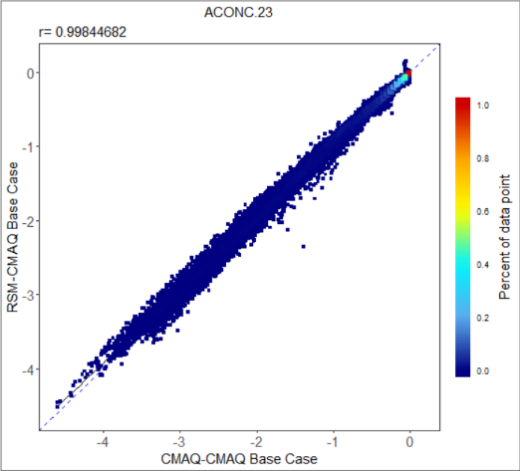 ACONC.23
r= 0.99844682
0
-1
-2
-3
-4
RSM-CMAQ Base Case
-4 -3 -2 -1 0
CMAQ-CMAQ Base Case
1.0
0.8
0.6
0.4
0.2
0.0
Percent of data point